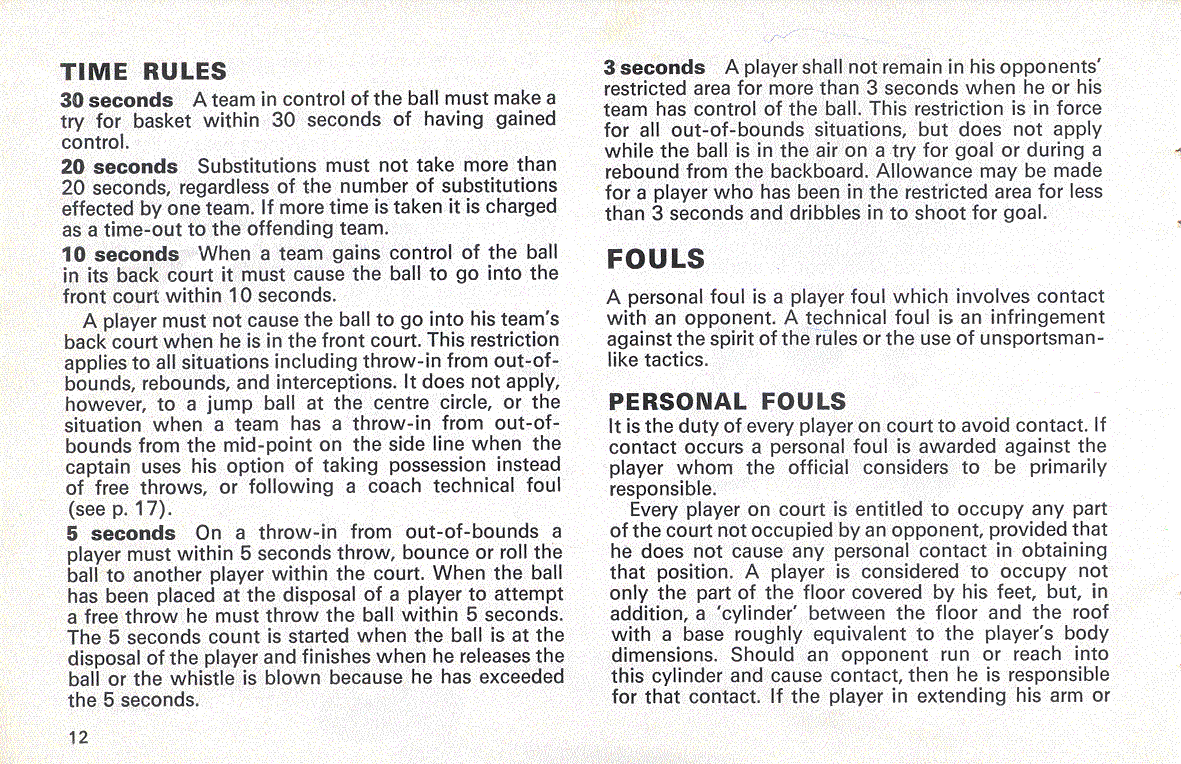 TIME RULES
30 seconds A team in control of the ball must make a
try for basket within 30 seconds of having gained
control.
20 seconds Substitutions must not take more than
20 seconds, regardless of the number of substitutions
effected by one team. If more time is taken it is charged
as a time-out to the offending team.
10 seconds When a team gains control of the ball
in its back court it must cause the ball to go into the
front court within 10 seconds.
A player must not cause the ball to go into his team's
back court when he is in the front court. This restriction
applies to all situations including throw-in from out-of-
bounds, rebounds, and interceptions. It does not apply,
however, to a jump ball at the centre circle, or the
situation when a team has a throw-in from out-of-
bounds from the mid-point on the side line when the
captain uses his option of taking possession instead
of free throws, or following a coach technical foul
(see p. 17).
5 seconds On a throw-in from out-of-bounds a
player must within 5 seconds throw, bounce or roll the
ball to another player within the court. When the ball
has been placed at the disposal of a player to attempt
a free throw he must throw the ball within 5 seconds.
The 5 seconds count is started when the ball is at the
disposal of the player and finishes when he releases the
ball or the whistle is blown because he has exceeded
the 5 seconds.
12
3 seconds A player shall not remain in his opponents'
restricted area for more than 3 seconds when he or his
team has control of the ball. This restriction is in force
for all out-of-bounds situations, but does not apply
while the ball is in the air on a try for goal or during a
rebound from the backboard. Allowance may be made
for a player who has been in the restricted area for less
than 3 seconds and dribbles in to shoot for goal.
FOULS
A personal foul is a player foul which involves contact
with an opponent. A technical foul is an infringement
against the spirit of the rules or the use of unsportsman-
like tactics.
PERSONAL FOULS
It is the duty of every player on court to avoid contact. If
contact occurs a personal foul is awarded against the
player whom the official considers to be primarily
responsible.
Every player on court is entitled to occupy any part
of the court not occupied by an opponent, provided that
he does not cause any personal contact in obtaining
that position. A player is considered to occupy not
only the part of the floor covered by his feet, but, in
addition, a 'cylinder' between the floor and the roof
with a base roughly equivalent to the player's body
dimensions. Should an opponent run or reach into
this cylinder and cause contact, then he is responsible
for that contact. If the player in extending his arm or